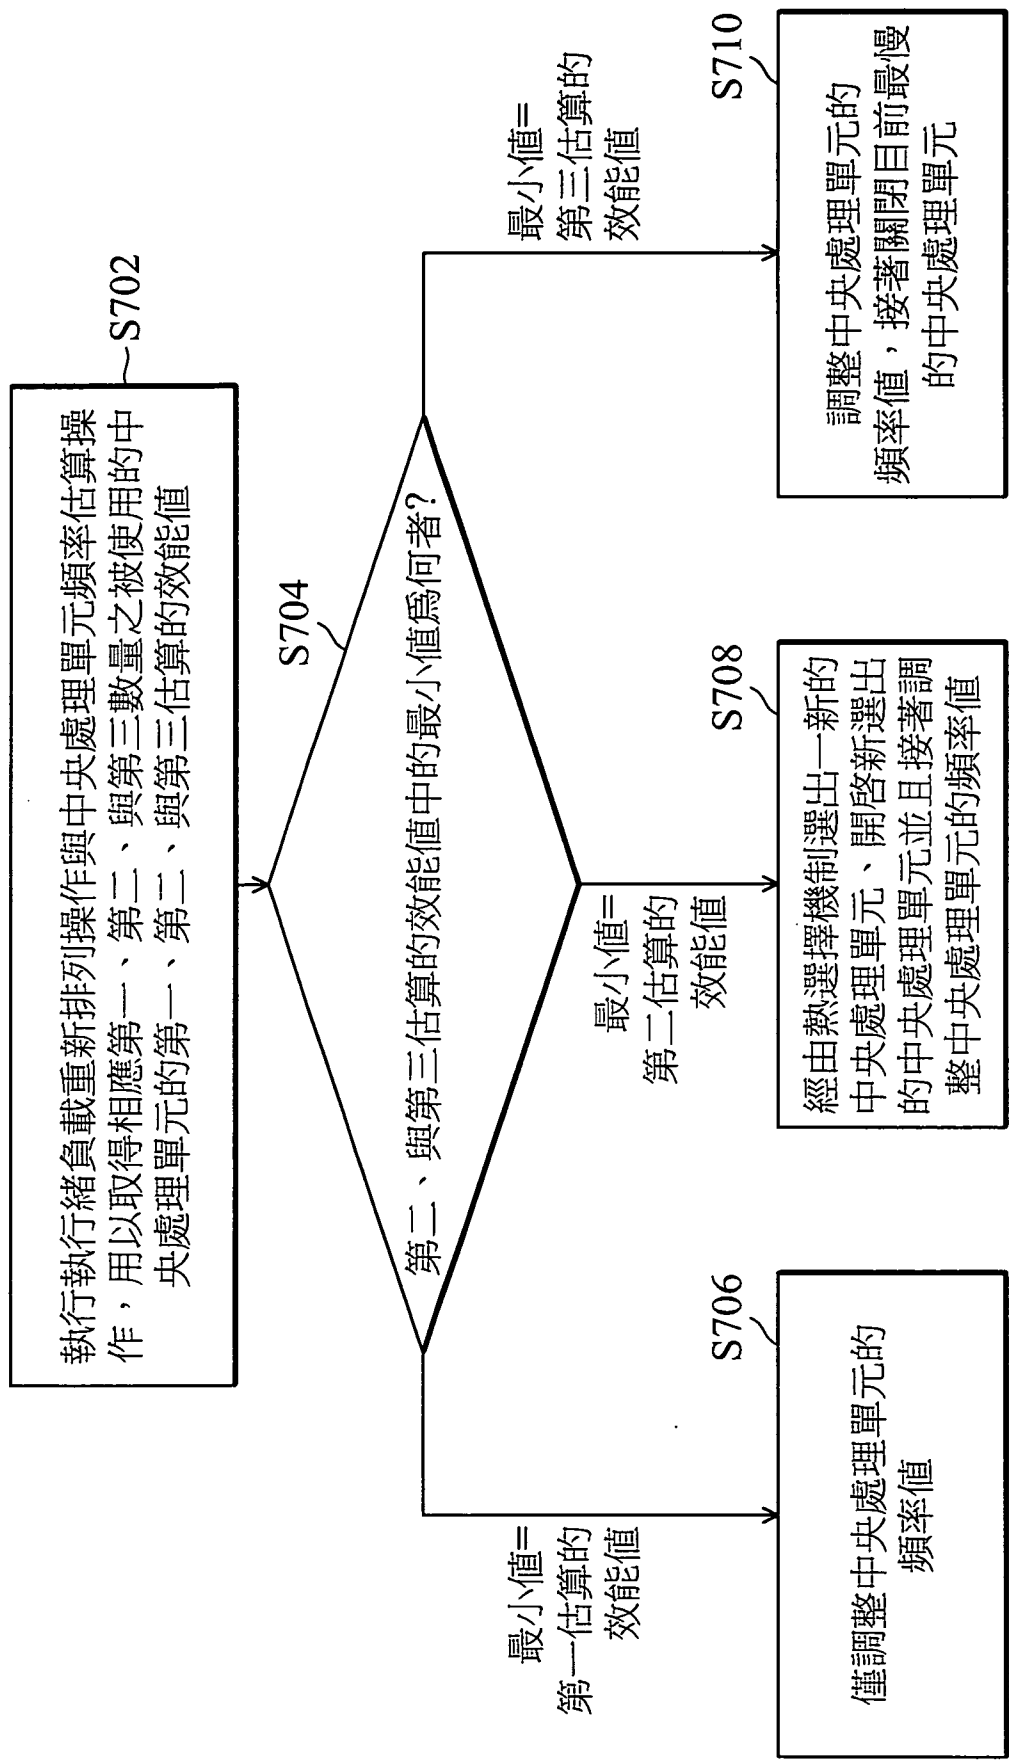 S702
執行執行緒負載重新排列操作與中央處理單元頻率估算操
作，用以取得相應第一、第二、與第三數量之被使用的中
央處理單元的第一、第二、與第三估算的效能值
S704
第二、與第三估算的效能值中的最小值爲何者?
最小值=
第一估算的
效能值
最小值=
第二估算的
效能值
最小值=
第三估算的
效能值
S706
僅調整中央處理單元的
頻率值
S708
經由熱選擇機制選出一新的
中央處理單元、開啓新選出
的中央處理單元並且接著調
整中央處理單元的頻率值
S710
調整中央處理單元的
頻率值，接著關閉目前最慢
的中央處理單元